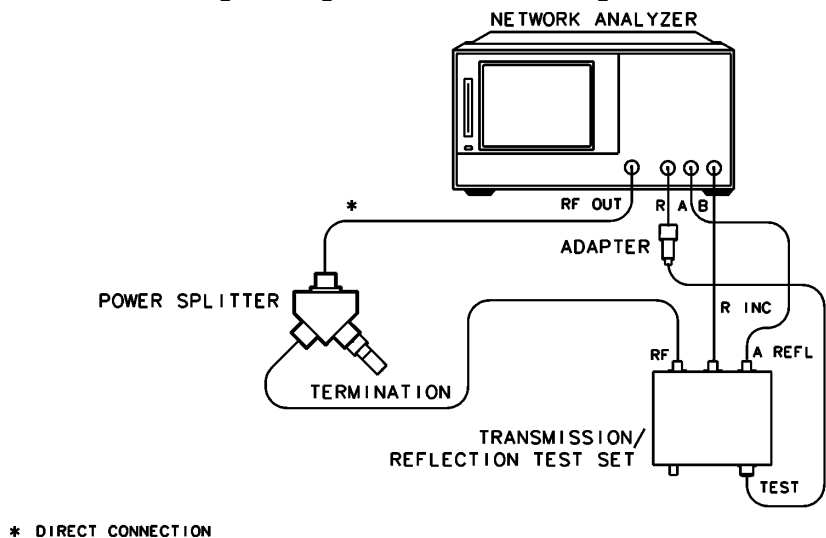 NETWORK ANALYZER
*
RF OUT
R
A
B
ADAPTER
POWER SPLITTER
R INC
RF
A REFL
TERMINATION
TRANSMISSION/
REFLECTION TEST SET
TEST
* DIRECT CONNECTION